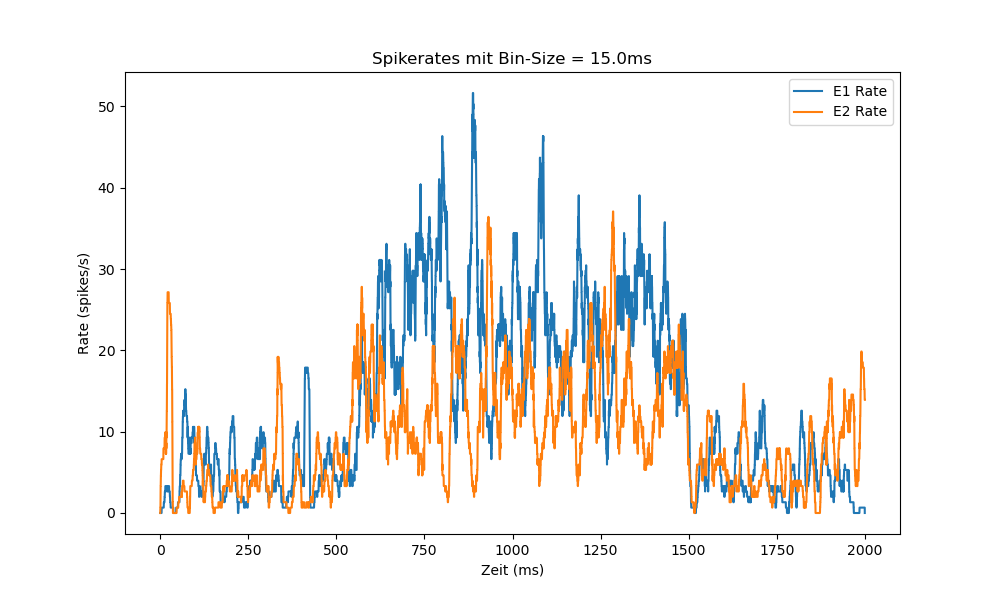 Spikerates mit Bin-Size = 15.0ms
E1 Rate
E2 Rate
50
40
30
20
10
0
Rate (spikes/s)
0 250 500 750 1000 1250 1500 1750 2000
Zeit (ms)